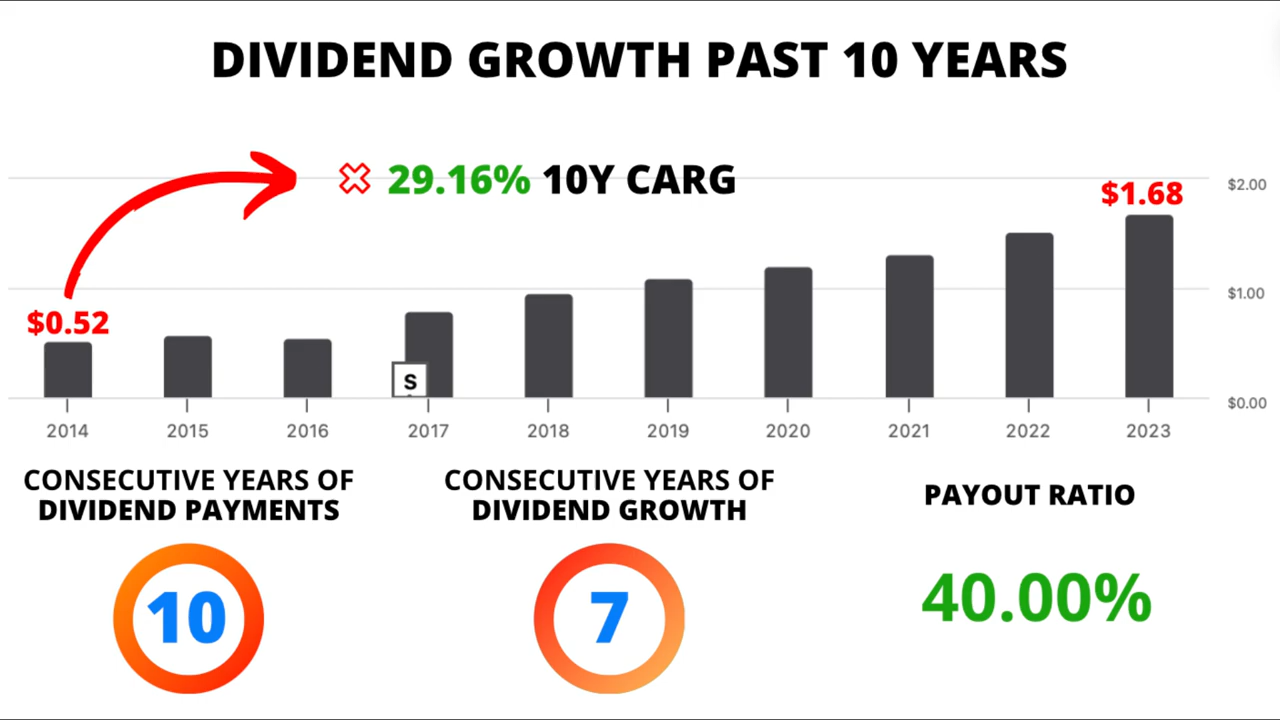 DIVIDEND GROWTH PAST 10 YEARS
29.16% 10Y CARG
$2.00
$1.68
$1.00
$0.52
S
$0.00
2014 2015 2016 2017 2018 2019 2020 2021 2022 2023
CONSECUTIVE YEARS OF
DIVIDEND PAYMENTS
10
CONSECUTIVE YEARS OF
DIVIDEND GROWTH
7
PAYOUT RATIO
40.00%